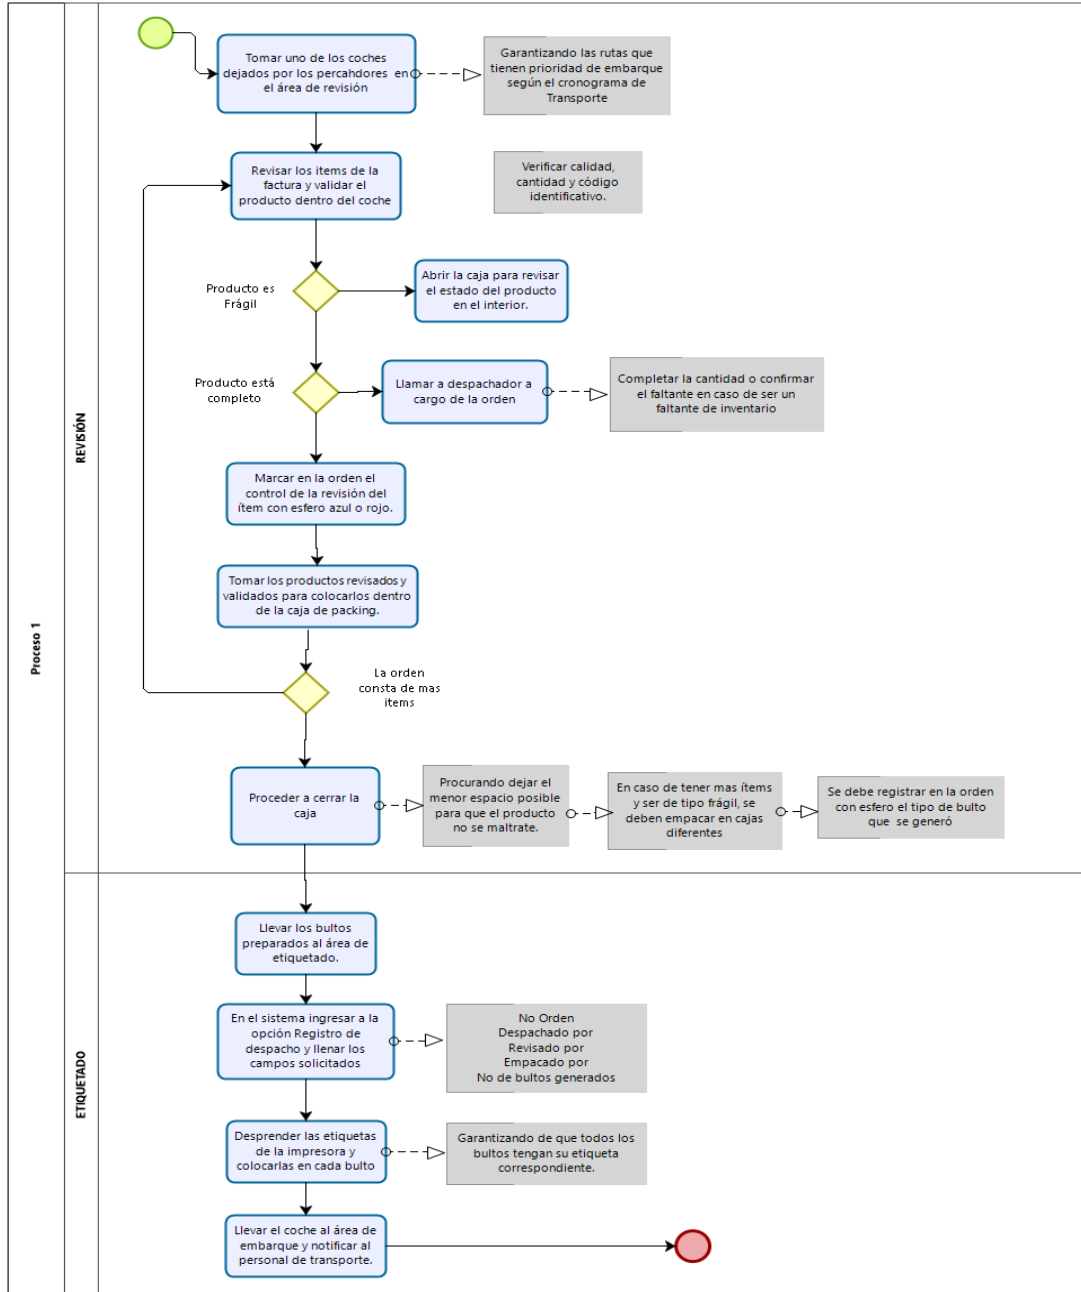 Proceso 1
REVISIÓN
Tomar uno de los coches
dejados por los percahdores en
el área de revisión
Garantizando las rutas que
tienen prioridad de embarque
según el cronograma de
Transporte
Revisar los items de la
factura y validar el
producto dentro del coche
Verificar calidad,
cantidad y código
identificativo.
Producto es
Frágil
Abrir la caja para revisar
el estado del producto
en el interior.
Producto está
completo
Llamar a despachador a
cargo de la orden
Completar la cantidad o confirmar
el faltante en caso de ser un
faltante de inventario
Marcar en la orden el
control de la revisión del
ítem con esfero azul o rojo.
Tomar los productos revisados y
validados para colocarlos dentro
de la caja de packing.
La orden
consta de mas
items
Proceder a cerrar la
caja
Procurando dejar el
menor espacio posible
para que el producto
no se maltrate.
En caso de tener mas ítems
y ser de tipo frágil, se
deben empacar en cajas
diferentes
Se debe registrar en la orden
con esfero el tipo de bulto
que se generó
ETIQUETADO
Llevar los bultos
preparados al área de
etiquetado.
En el sistema ingresar a la
opción Registro de
despacho y llenar los
campos solicitados
No Orden
Despachado por
Revisado por
Empacado por
No de bultos generados
Desprender las etiquetas
de la impresora y
colocarlas en cada bulto
Garantizando de que todos los
bultos tengan su etiqueta
correspondiente.
Llevar el coche al área de
embarque y notificar al
personal de transporte.